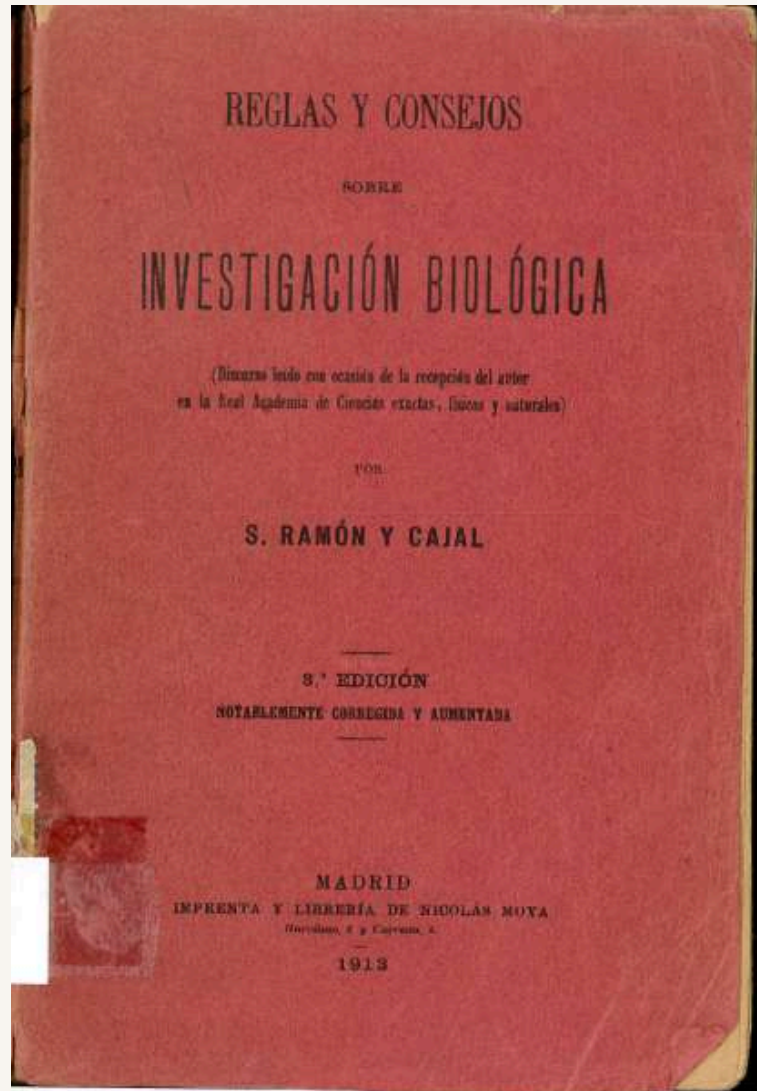 REGLAS Y CONSEJOS
SOBRE
INVESTIGACIÓN BIOLÓGICA
(Discurso leído con ocasión de la recepción del autor
en la Real Academia de Ciencias exactas, físicas y naturales)
POR
S. RAMÓN Y CAJAL
3.ª EDICIÓN
NOTABLEMENTE CORREGIDA Y AUMENTADA
MADRID
IMPRENTA Y LIBRERÍA DE NICOLÁS MOYA
y Carretas,
1913